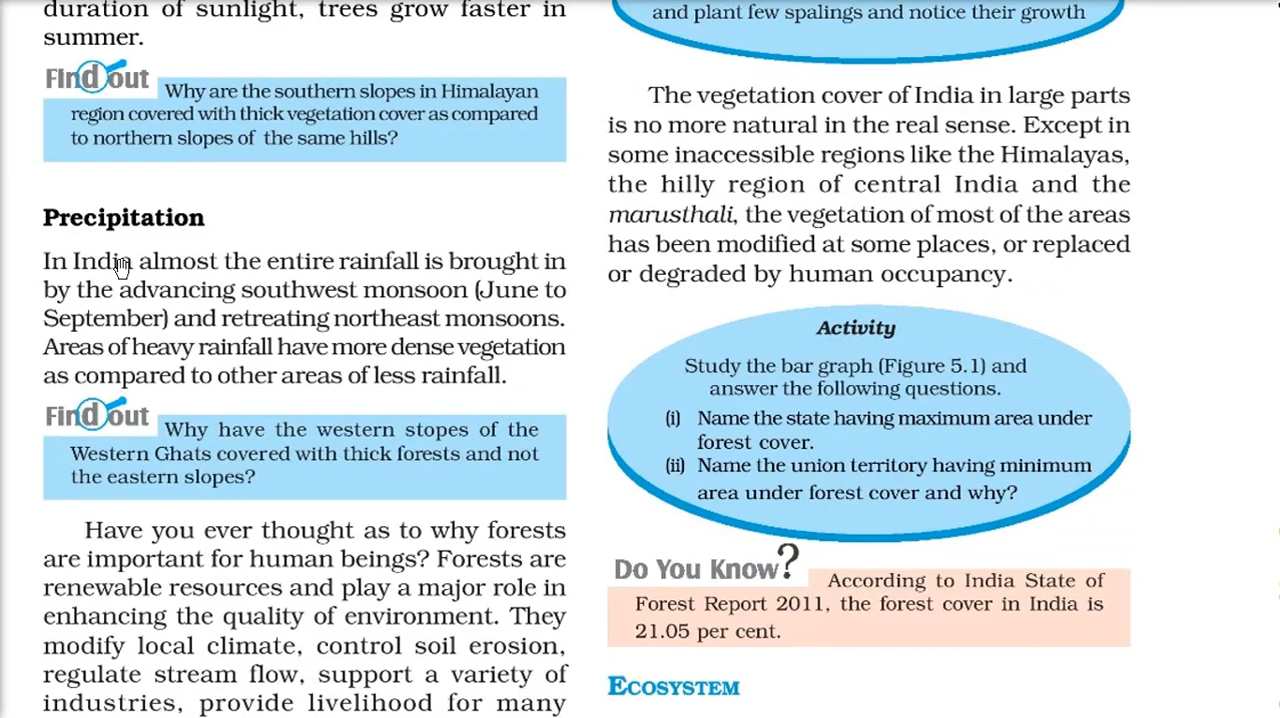 duration of sunlight, trees grow faster in
summer.
Find out
Why are the southern slopes in Himalayan
region covered with thick vegetation cover as compared
to northern slopes of the same hills?
Precipitation
In India almost the entire rainfall is brought in
by the advancing southwest monsoon (June to
September) and retreating northeast monsoons.
Areas of heavy rainfall have more dense vegetation
as compared to other areas of less rainfall.
Find out
Why have the western stopes of the
Western Ghats covered with thick forests and not
the eastern slopes?
Have you ever thought as to why forests
are important for human beings? Forests are
renewable resources and play a major role in
enhancing the quality of environment. They
modify local climate, control soil erosion,
regulate stream flow, support a variety of
industries, provide livelihood for many
and plant few spalings and notice their growth
The vegetation cover of India in large parts
is no more natural in the real sense. Except in
some inaccessible regions like the Himalayas,
the hilly region of central India and the
marusthali, the vegetation of most of the areas
has been modified at some places, or replaced
or degraded by human occupancy.
Activity
Study the bar graph (Figure 5.1) and
answer the following questions.
(i) Name the state having maximum area under
forest cover.
(ii) Name the union territory having minimum
area under forest cover and why?
Do You Know?
According to India State of
Forest Report 2011, the forest cover in India is
21.05 per cent.
ECOSYSTEM